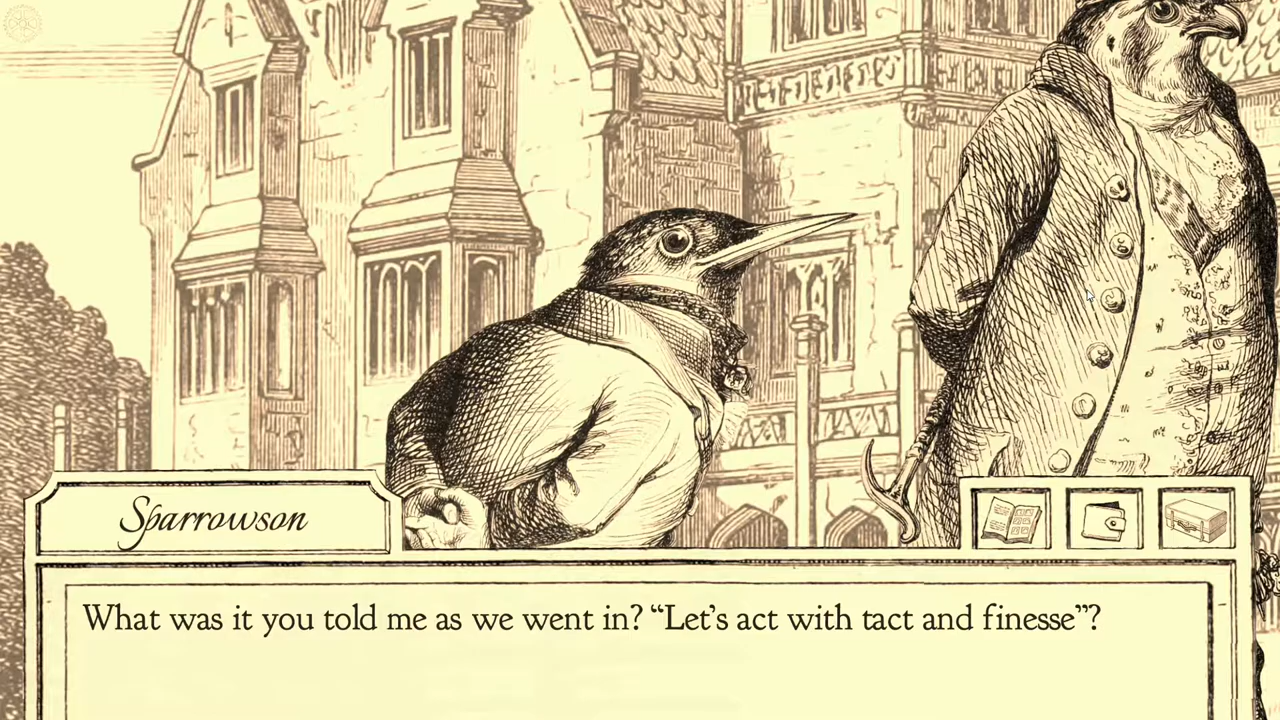 Sparrowson
What was it you told me as we went in? “Let’s act with tact and finesse”?